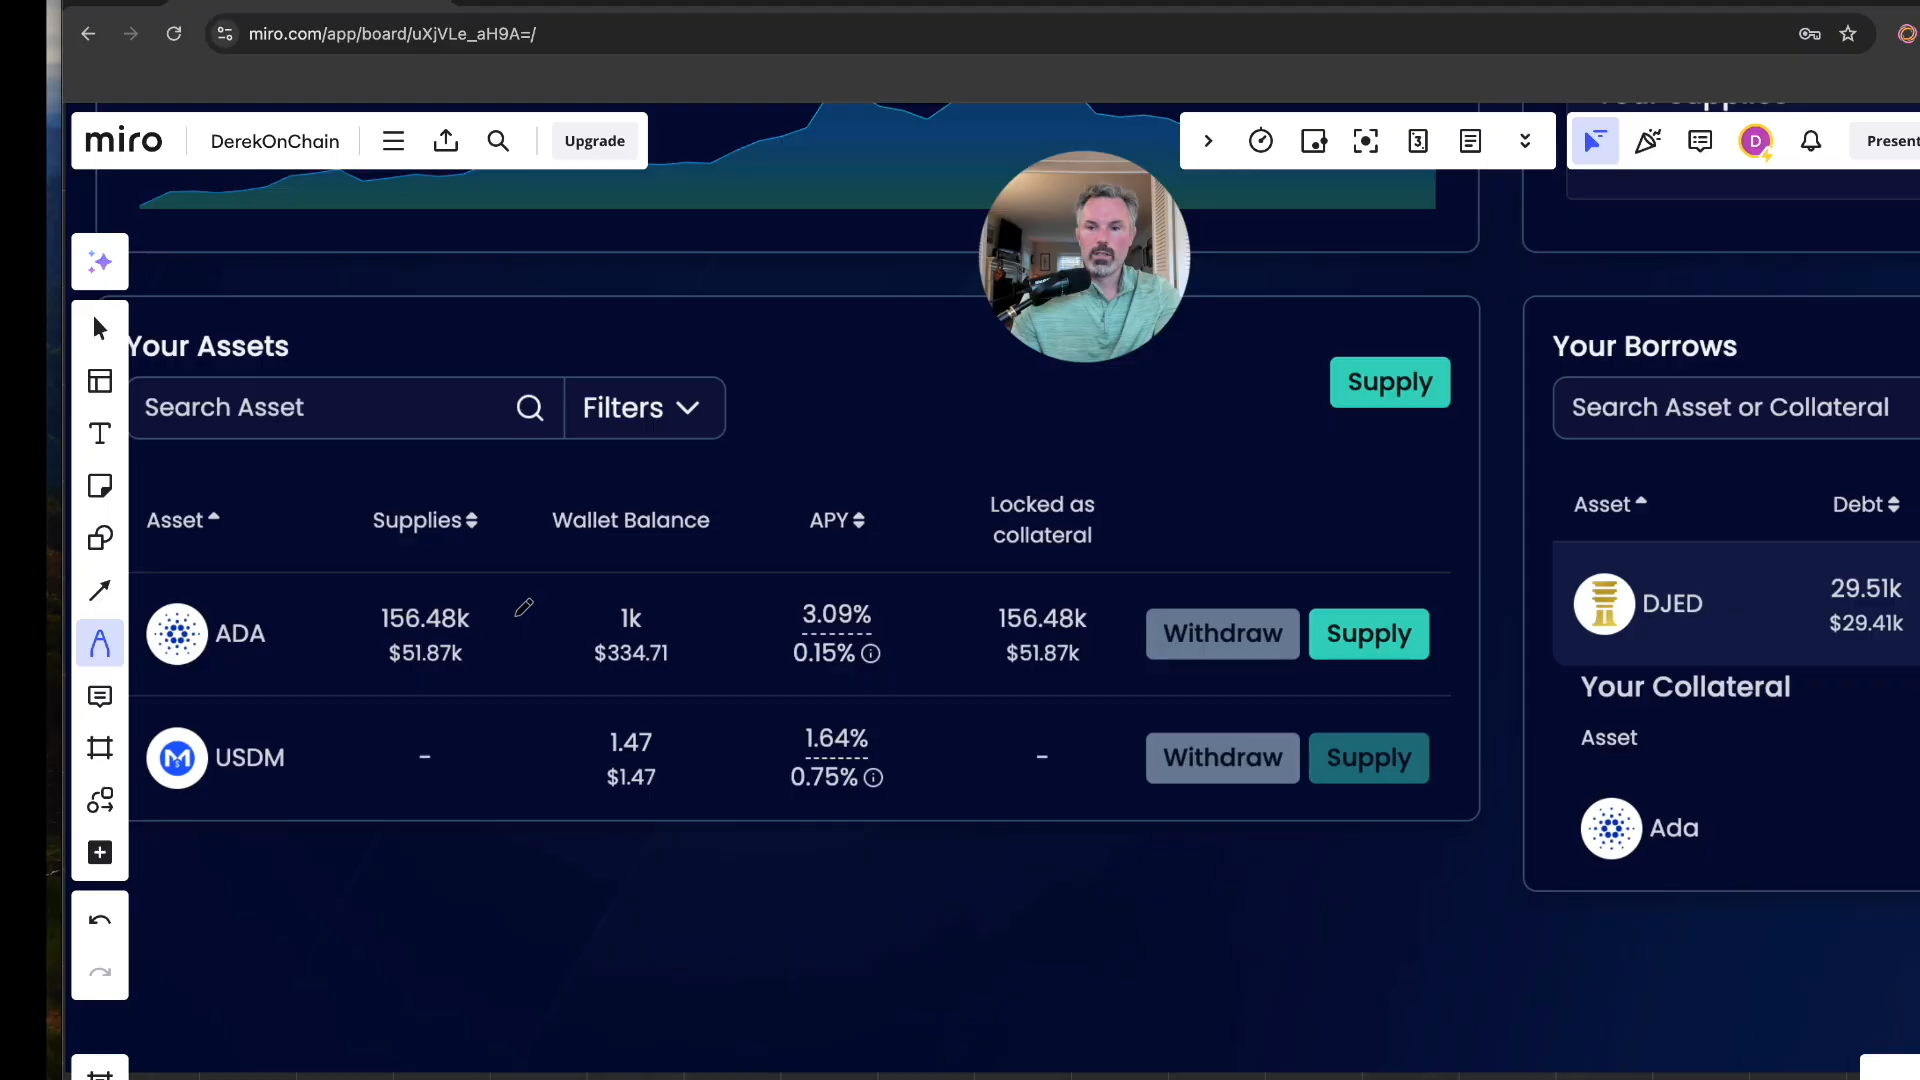 miro.com/app/board/uXjVLe_aH9A=/
miro
DerekOnChain
Upgrade
3
D
Present
Your Assets
Supply
Search Asset
Filters
Asset
Supplies
Wallet Balance
APY
Locked as
collateral
ADA
156.48k
$51.87k
1k
$334.71
3.09%
0.15%
156.48k
$51.87k
Withdraw
Supply
USDM
-
1.47
$1.47
1.64%
0.75%
-
Withdraw
Supply
Your Borrows
Search Asset or Collateral
Asset
Debt
DJED
29.51k
$29.41k
Your Collateral
Asset
Ada